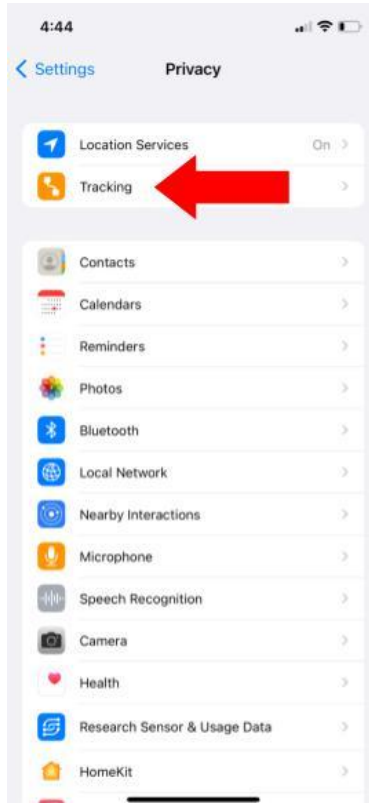 4:44
Settings
Privacy
Location Services
On
Tracking
Contacts
Calendars
Reminders
Photos
Bluetooth
Local Network
Nearby Interactions
Microphone
Speech Recognition
Camera
Health
Research Sensor & Usage Data
HomeKit